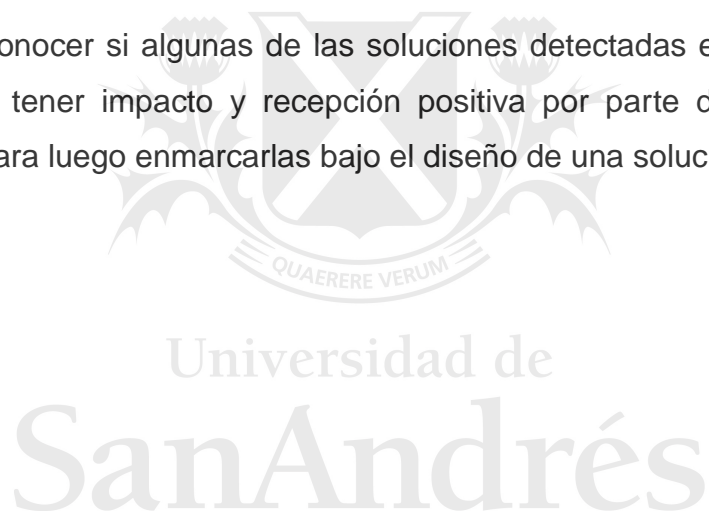 onocer si algunas de las soluciones detectadas e
tener impacto y recepción positiva por parte d
ara luego enmarcarlas bajo el diseño de una soluc
QUAERERE VERUM
Universidad de
SanAndrés